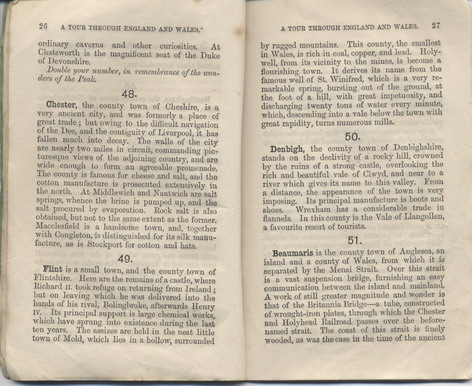 26 A TOUR THROUGH ENGLAND AND WALES.
ordinary caverns and other curiosities. At
Chatsworth is the magnificent seat of the Duke
of Devonshire.
Double your number, in remembrance of the won-
ders of the Peak.
48.
Chester, the county town of Cheshire, is a
very ancient city, and was formerly a place of
great trade; but owing to the difficult navigation
of the Dee, and the contiguity of Liverpool, it has
fallen much into decay. The walls of the city
are nearly two miles in circuit, commanding pic-
turesque views of the adjoining country, and are
wide enough to form an agreeable promenade.
The county is famous for cheese and salt, and the
cotton manufacture is prosecuted extensively in
the north. At Middlewich and Nantwich are salt
springs, whence the brine is pumped up, and the
salt procured by evaporation. Rock salt is also
obtained, but not to the same extent as the former.
Macclesfield is a handsome town, and, together
with Congleton, is distinguished for its silk manu-
facture, as is Stockport for cotton and hats.
49.
Flint is a small town, and the county town of
Flintshire. Here are the remains of a castle, where
Richard II. took refuge on returning from Ireland;
but on leaving which he was delivered into the
hands of his rival, Bolingbroke, afterwards Henry
IV. Its principal support is large chemical works,
which have sprung into existence during the last
ten years. The assizes are held in the neat little
town of Mold, which lies in a hollow, surrounded
A TOUR THROUGH ENGLAND AND WALES. 27
by rugged mountains. This county, the smallest
in Wales, is rich in coal, copper, and lead. Holy-
well, from its vicinity to the mines, is become a
flourishing town. It derives its name from the
famous well of St. Winifred, which is a very re-
markable spring, bursting out of the ground, at
the foot of a hill, with great impetuosity, and
discharging twenty tons of water every minute,
which, descending into a vale below the town with
great rapidity, turns numerous mills.
50.
Denbigh, the county town of Denbighshire,
stands on the declivity of a rocky hill, crowned
by the ruins of a strong castle, overlooking the
rich and beautiful vale of Clwyd, and near to a
river which gives its name to this valley. From
a distance, the appearance of the town is very
imposing. Its principal manufacture is boots and
shoes. Wrexham has a considerable trade in
flannels. In this county is the Vale of Llangollen,
a favourite resort of tourists.
51.
Beaumaris is the county town of Anglesea, an
island and a county of Wales, from which it is
separated by the Menai Strait. Over this strait
is a vast suspension bridge, furnishing an easy
communication between the island and mainland.
A work of still greater magnitude and wonder is
that of the Britannia Bridge—a tube, constructed
of wrought-iron plates, through which the Chester
and Holyhead Railroad passes over the before-
named strait. The coast of this strait is finely
wooded, as was the case in the time of the ancient